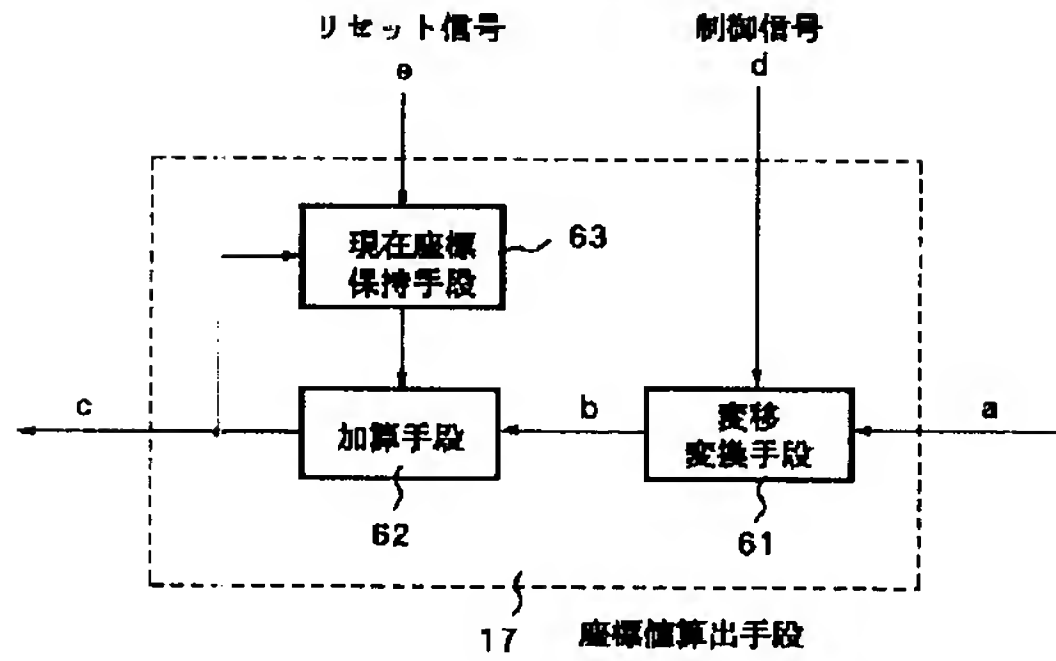 リセット信号
制御信号
e
d
現在座標
保持手段
63
c
加算手段
b
変移
変換手段
a
62
61
17
座標値算出手段